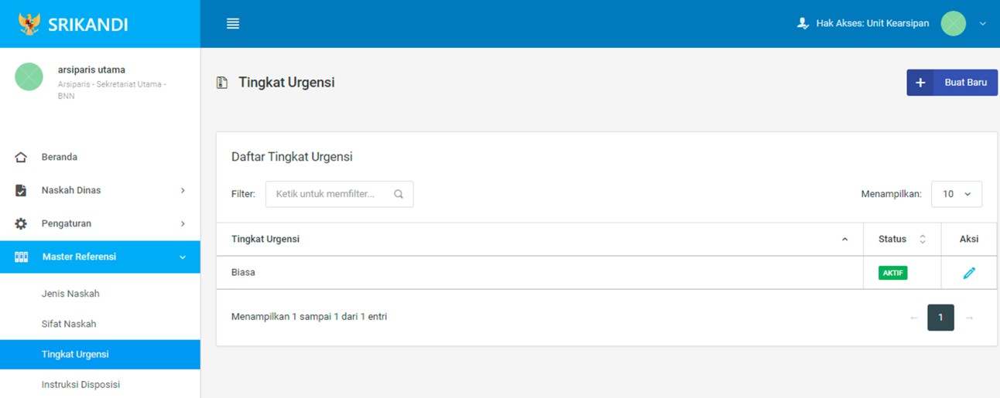 SRIKANDI
Hak Akses: Unit Kearsipan
arsiparis utama
Arsiparis - Sekretariat Utama -
BNN
Tingkat Urgensi
+ Buat Baru
Beranda
Naskah Dinas
Pengaturan
Master Referensi
Jenis Naskah
Sifat Naskah
Tingkat Urgensi
Instruksi Disposisi
Daftar Tingkat Urgensi
Filter: Ketik untuk memfilter... Menampilkan: 10
Tingkat Urgensi Status Aksi
Biasa AKTIF
Menampilkan 1 sampai 1 dari 1 entri ← 1 →